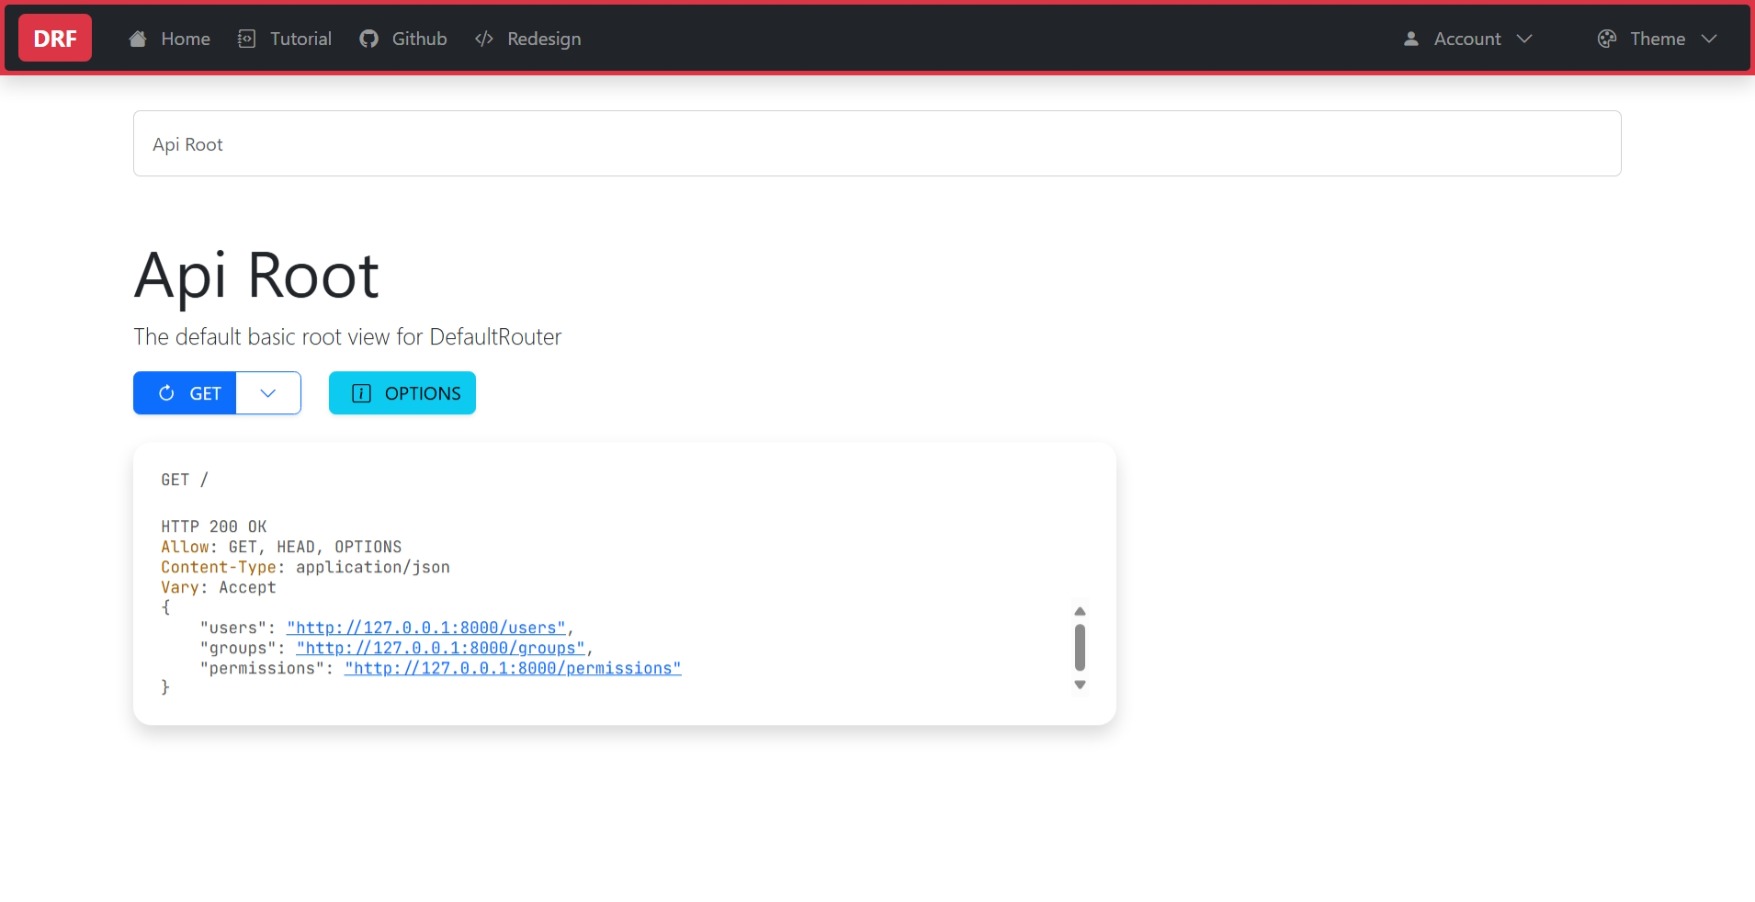 DRF Home Tutorial Github Redesign Account Theme
Api Root
Api Root
The default basic root view for DefaultRouter
GET OPTIONS
GET /
HTTP 200 OK
Allow: GET, HEAD, OPTIONS
Content-Type: application/json
Vary: Accept
{
"users": "http://127.0.0.1:8000/users",
"groups": "http://127.0.0.1:8000/groups",
"permissions": "http://127.0.0.1:8000/permissions"
}